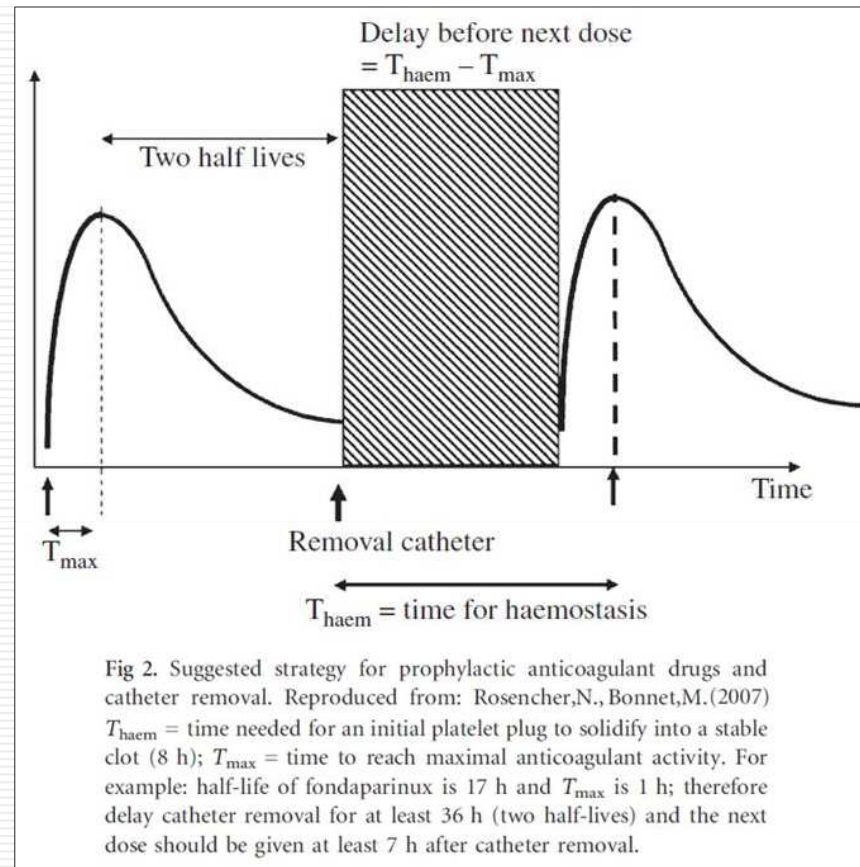 Delay before next dose
= T_haem – T_max
Two half lives
Time
T_max
Removal catheter
T_haem = time for haemostasis
Fig 2. Suggested strategy for prophylactic anticoagulant drugs and
catheter removal. Reproduced from: Rosencher,N., Bonnet,M.(2007)
T_haem = time needed for an initial platelet plug to solidify into a stable
clot (8 h); T_max = time to reach maximal anticoagulant activity. For
example: half-life of fondaparinux is 17 h and T_max is 1 h; therefore
delay catheter removal for at least 36 h (two half-lives) and the next
dose should be given at least 7 h after catheter removal.